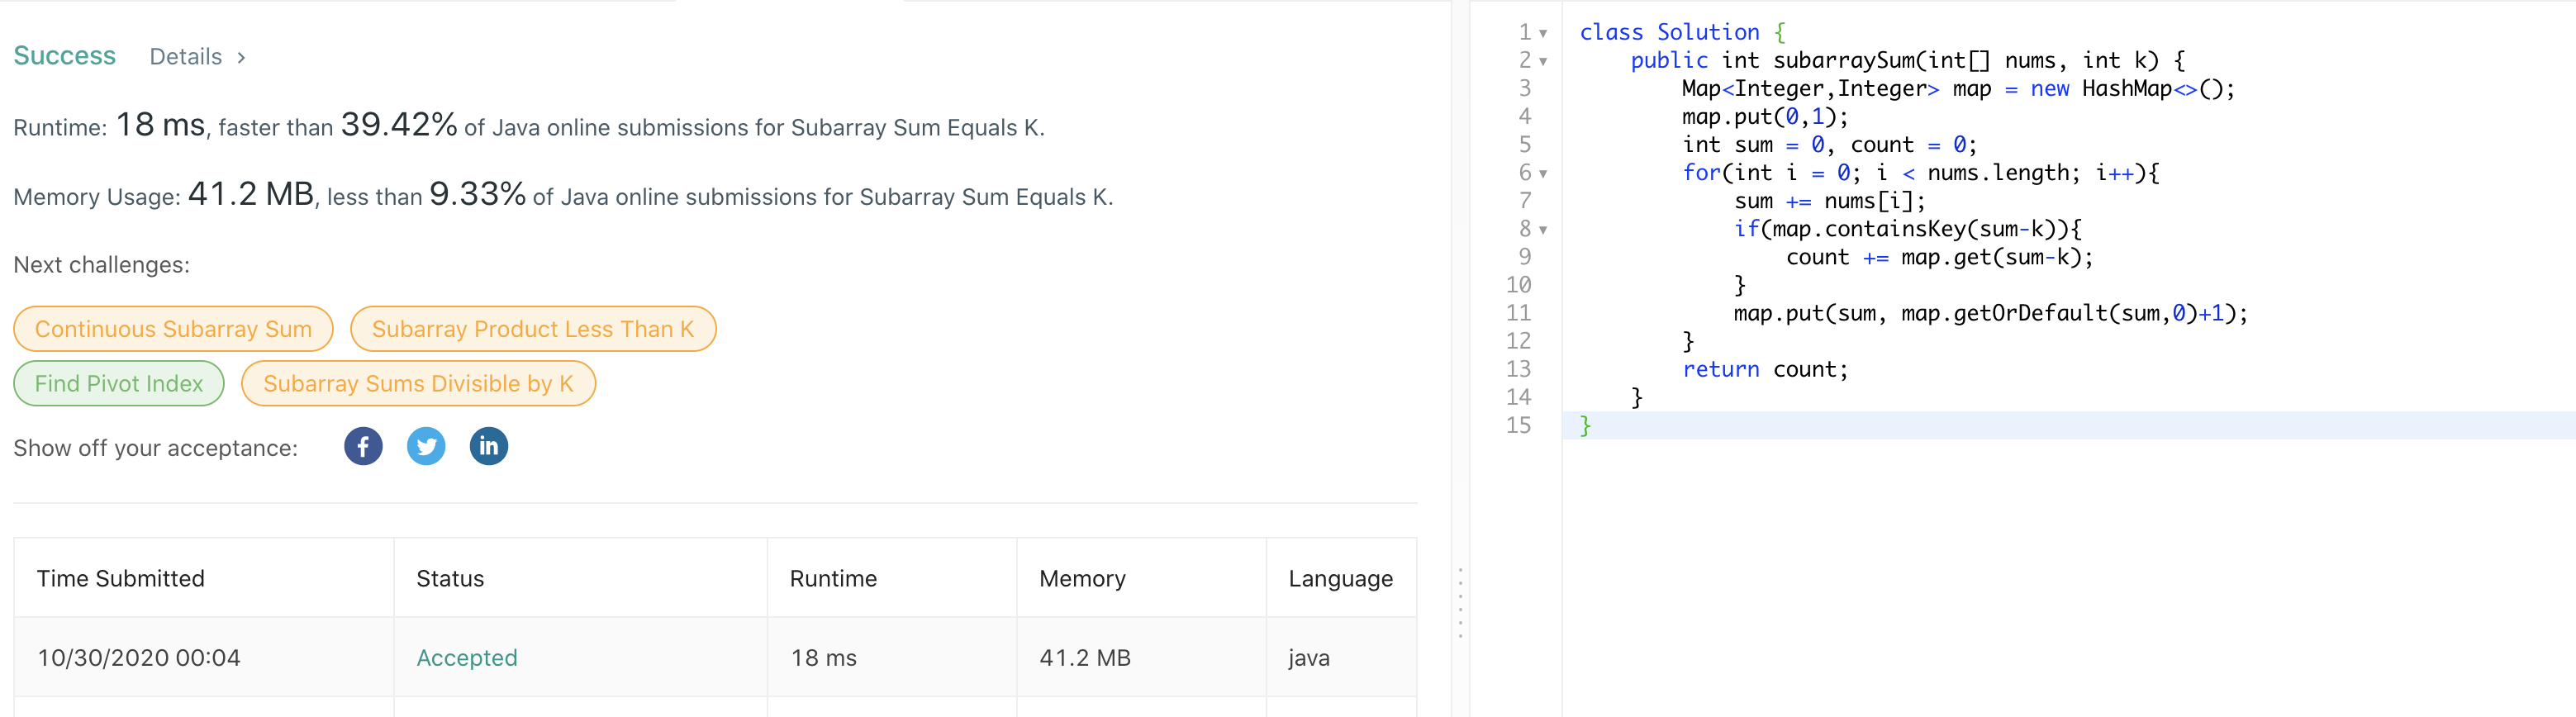 Success Details >
Runtime: 18 ms, faster than 39.42% of Java online submissions for Subarray Sum Equals K.
Memory Usage: 41.2 MB, less than 9.33% of Java online submissions for Subarray Sum Equals K.
Next challenges:
Continuous Subarray Sum Subarray Product Less Than K
Find Pivot Index Subarray Sums Divisible by K
Show off your acceptance: f in
Time Submitted Status Runtime Memory Language
10/30/2020 00:04 Accepted 18 ms 41.2 MB java
1 class Solution {
2     public int subarraySum(int[] nums, int k) {
3         Map<Integer,Integer> map = new HashMap<>();
4         map.put(0,1);
5         int sum = 0, count = 0;
6         for(int i = 0; i < nums.length; i++){
7             sum += nums[i];
8             if(map.containsKey(sum-k)){
9                 count += map.get(sum-k);
10             }
11             map.put(sum, map.getOrDefault(sum,0)+1);
12         }
13         return count;
14     }
15 }